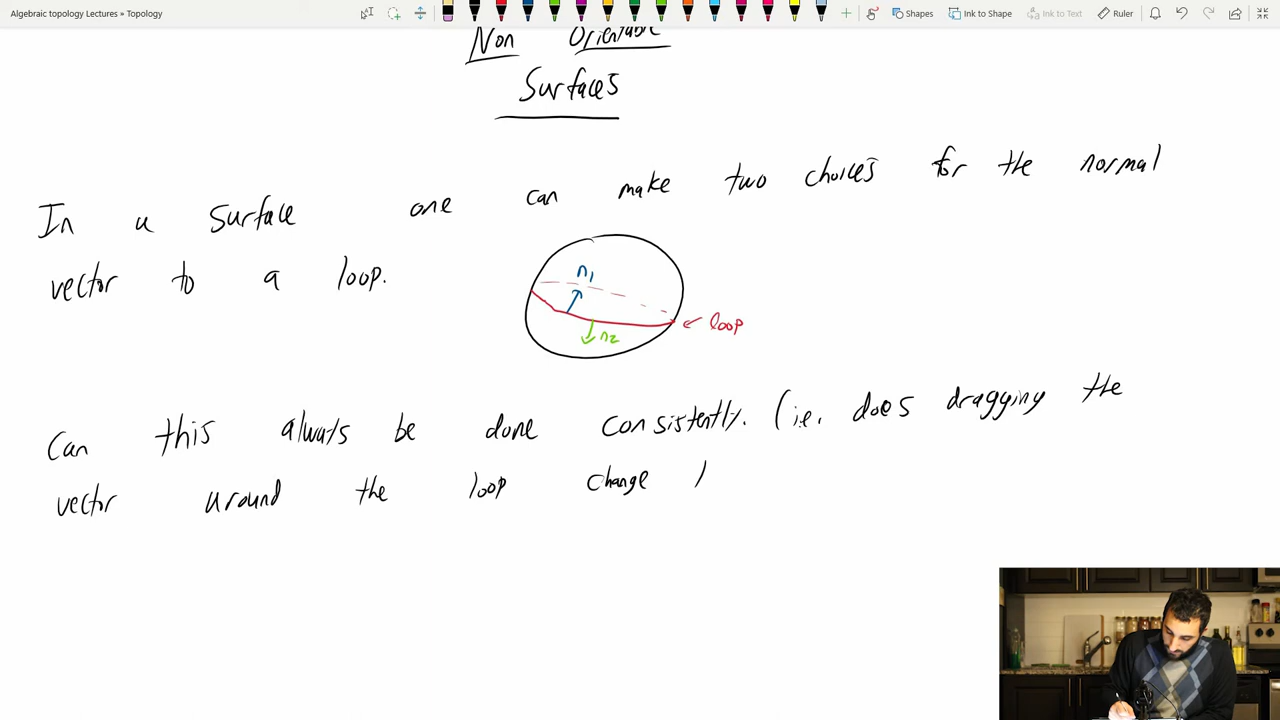 Algebraic topology Lectures » Topology
Shapes
Ink to Shape
Ink to Text
Ruler
Non Orientable
Surfaces
In a surface one can make two choices for the normal
vector to a loop.
n1
loop
n2
Can this always be done consistently. (i.e. does dragging the
vector around the loop change